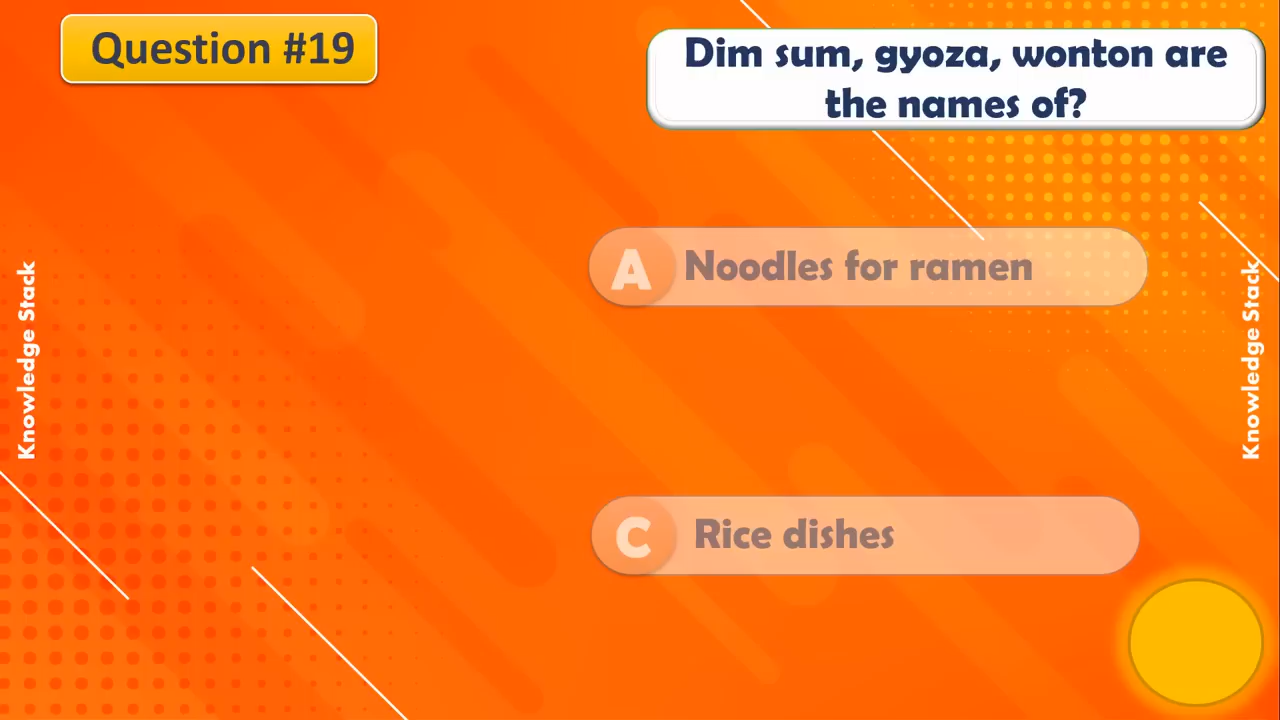 Question #19
Dim sum, gyoza, wonton are
the names of?
A Noodles for ramen
C Rice dishes
Knowledge Stack
Knowledge Stack